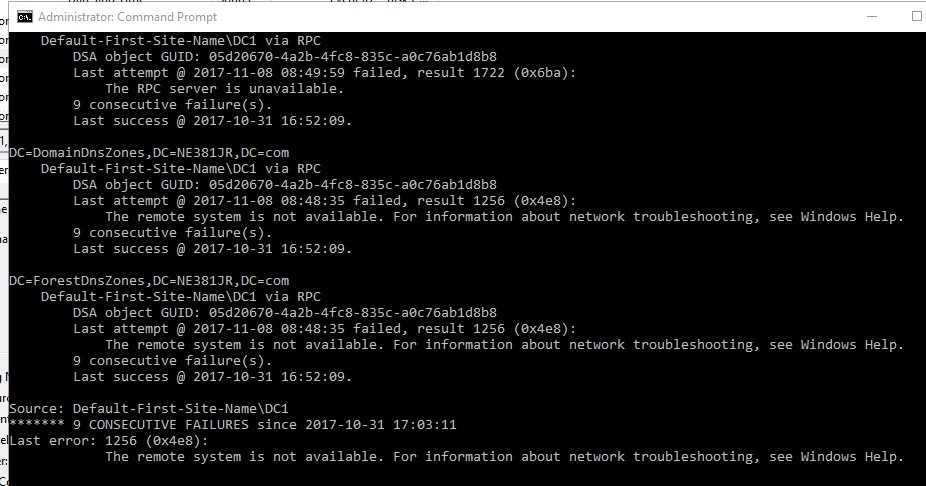 Administrator: Command Prompt
Default-First-Site-Name\DC1 via RPC
DSA object GUID: 05d20670-4a2b-4fc8-835c-a0c76ab1d8b8
Last attempt @ 2017-11-08 08:49:59 failed, result 1722 (0x6ba):
The RPC server is unavailable.
9 consecutive failure(s).
Last success @ 2017-10-31 16:52:09.
DC=DomainDnsZones,DC=NE381JR,DC=com
Default-First-Site-Name\DC1 via RPC
DSA object GUID: 05d20670-4a2b-4fc8-835c-a0c76ab1d8b8
Last attempt @ 2017-11-08 08:48:35 failed, result 1256 (0x4e8):
The remote system is not available. For information about network troubleshooting, see Windows Help.
9 consecutive failure(s).
Last success @ 2017-10-31 16:52:09.
DC=ForestDnsZones,DC=NE381JR,DC=com
Default-First-Site-Name\DC1 via RPC
DSA object GUID: 05d20670-4a2b-4fc8-835c-a0c76ab1d8b8
Last attempt @ 2017-11-08 08:48:35 failed, result 1256 (0x4e8):
The remote system is not available. For information about network troubleshooting, see Windows Help.
9 consecutive failure(s).
Last success @ 2017-10-31 16:52:09.
Source: Default-First-Site-Name\DC1
******* 9 CONSECUTIVE FAILURES since 2017-10-31 17:03:11
Last error: 1256 (0x4e8):
The remote system is not available. For information about network troubleshooting, see Windows Help.